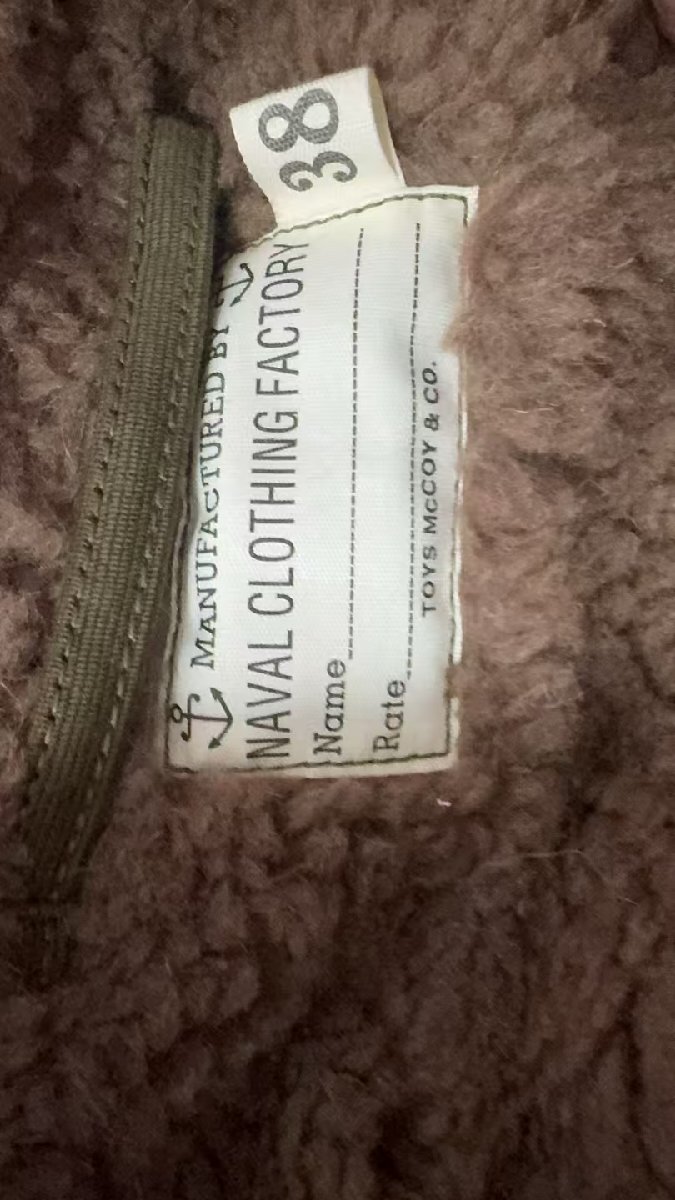 38
MANUFACTURED BY
NAVAL CLOTHING FACTORY
Name
Rate
TOYS McCOY & CO.